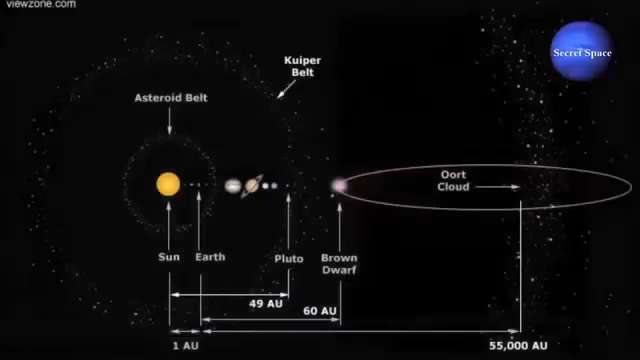 viewzone.com
Secret Space
Kuiper
Belt
Asteroid Belt
Oort
Cloud
Sun
Earth
Pluto
Brown
Dwarf
49 AU
60 AU
1 AU
55,000 AU